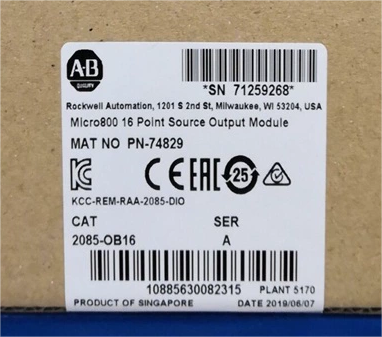 A-B
QUALITY
*SN 71259268*
Rockwell Automation, 1201 S 2nd St, Milwaukee, WI 53204, USA
Micro800 16 Point Source Output Module
MAT NO PN-74829
CE EAC 25
KCC-REM-RAA-2085-DIO
CAT SER
2085-OB16 A
10885630082315 PLANT 5170
PRODUCT OF SINGAPORE DATE 2019/06/07